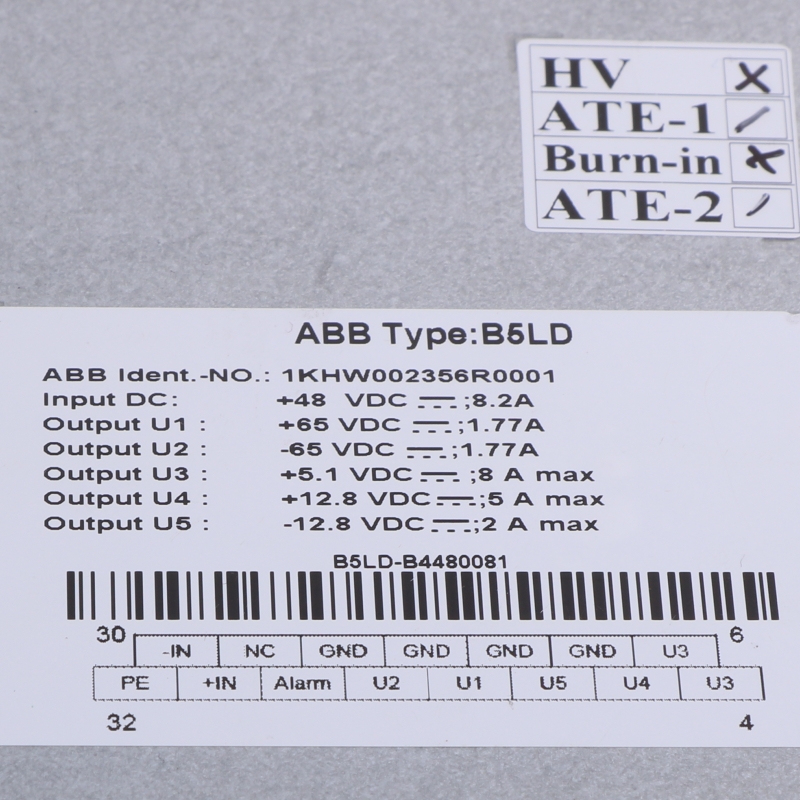 HV
ATE-1
Burn-in
ATE-2
ABB Type:B5LD
ABB Ident.-NO.: 1KHW002356R0001
Input DC: +48 VDC ⎓;8.2A
Output U1 : +65 VDC ⎓;1.77A
Output U2 : -65 VDC ⎓;1.77A
Output U3 : +5.1 VDC ⎓ ;8 A max
Output U4 : +12.8 VDC⎓;5 A max
Output U5 : -12.8 VDC⎓;2 A max
B5LD-B4480081
30 6
-IN NC GND GND GND GND U3
PE +IN Alarm U2 U1 U5 U4 U3
32 4